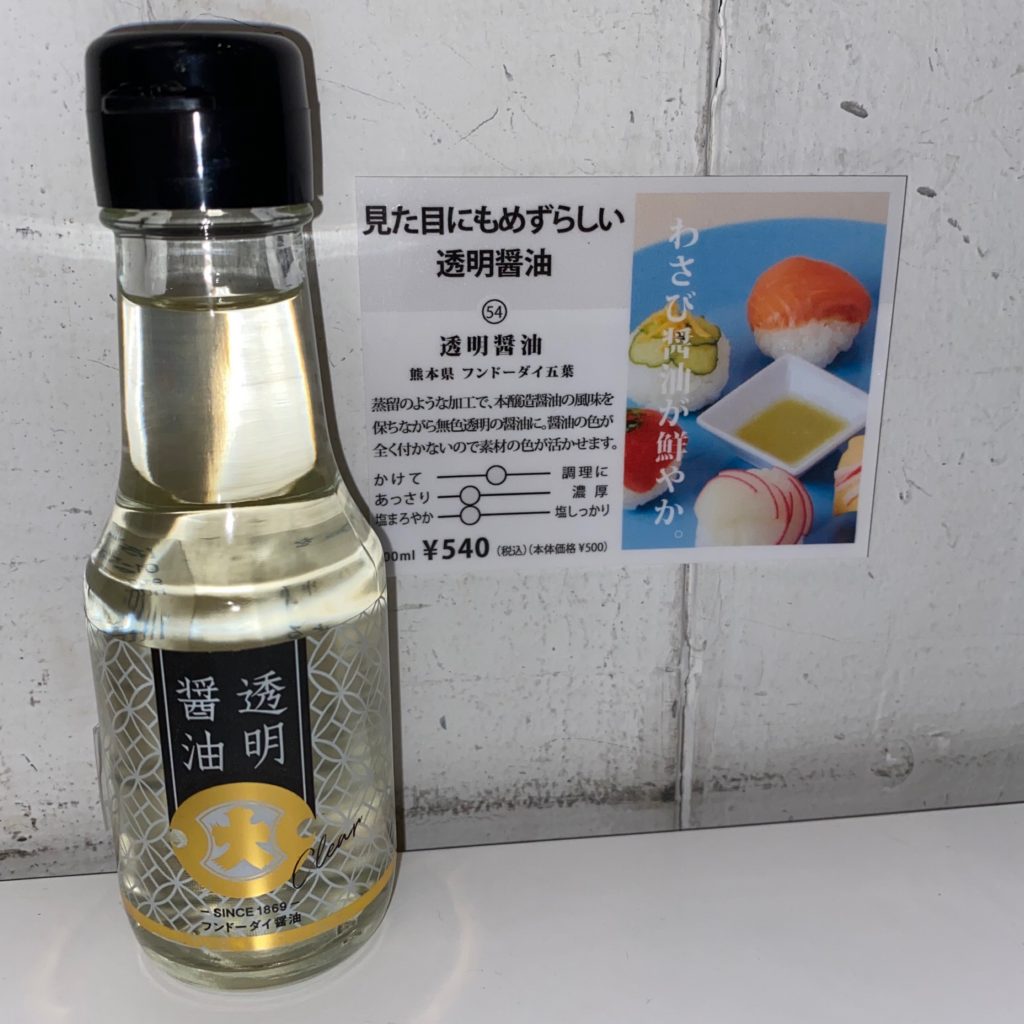 見た目にもめずらしい
透明醤油
54
透明醤油
熊本県 フンドーダイ五葉
蒸留のような加工で、本醸造醤油の風味を
保ちながら無色透明の醤油に。醤油の色が
全く付かないので素材の色が活かせます。
かけて 調理に
あっさり 濃厚
塩まろやか 塩しっかり
00ml ¥540 (税込)(本体価格 ¥500)
わさび醤油が鮮やか。
透明
醤油
大
Clear
SINCE 1869
フンドーダイ醤油